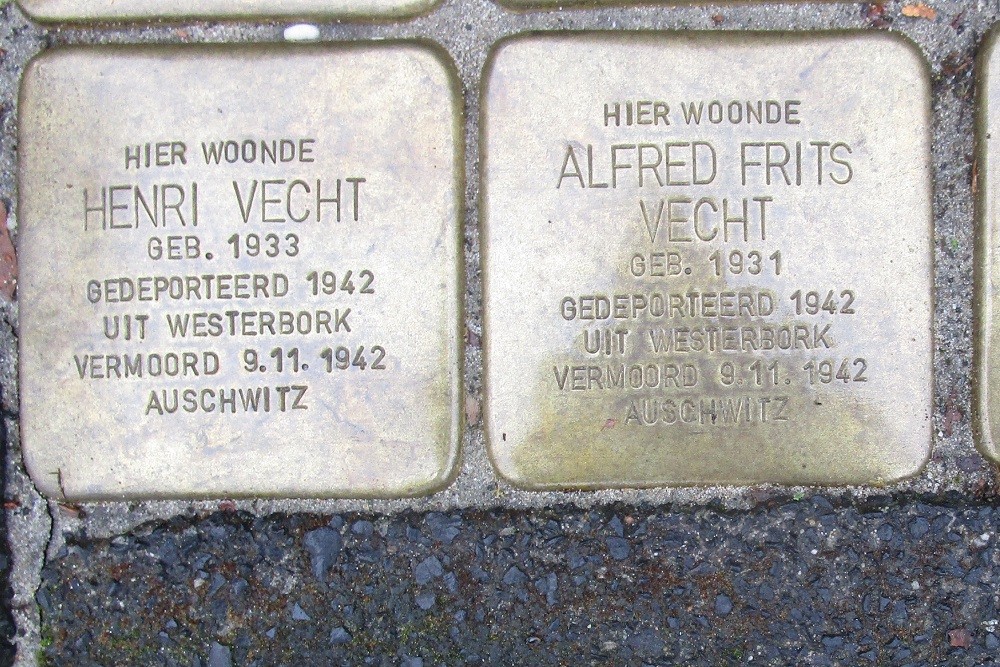 HIER WOONDE
HENRI VECHT
GEB. 1933
GEDEPORTEERD 1942
UIT WESTERBORK
VERMOORD 9.11.1942
AUSCHWITZ
HIER WOONDE
ALFRED FRITS
VECHT
GEB. 1931
GEDEPORTEERD 1942
UIT WESTERBORK
VERMOORD 9.11.1942
AUSCHWITZ